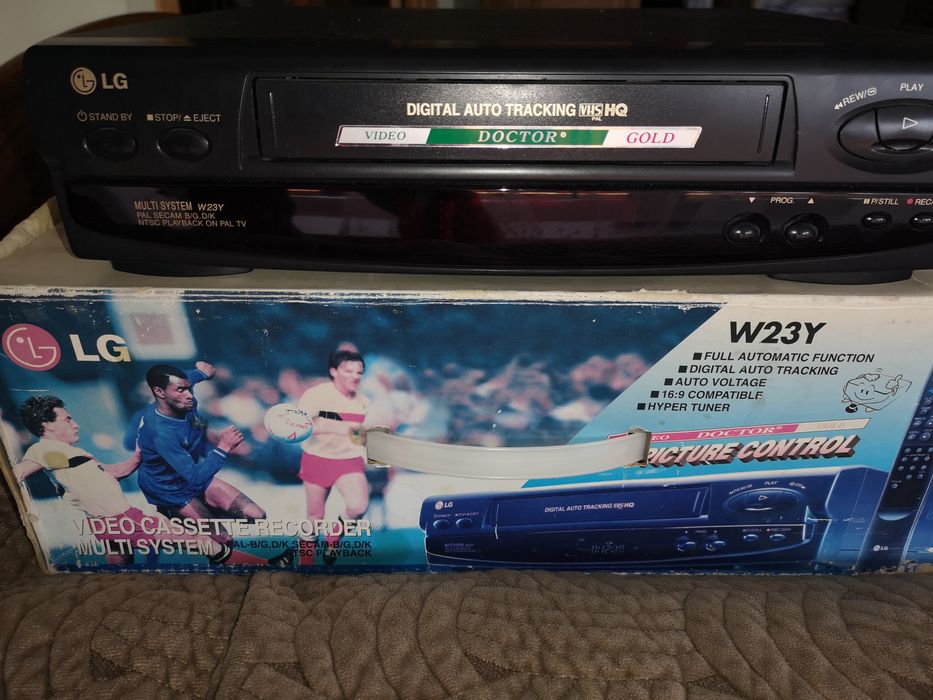 LG
STAND BY
STOP/ EJECT
DIGITAL AUTO TRACKING VHS HQ
PAL
VIDEO DOCTOR® GOLD
REW/
PLAY
MULTI SYSTEM W23Y
PAL SECAM B/G,D/K
NTSC PLAYBACK ON PAL TV
PROG.
P/STILL
LG
W23Y
FULL AUTOMATIC FUNCTION
DIGITAL AUTO TRACKING
AUTO VOLTAGE
16:9 COMPATIBLE
HYPER TUNER
DOCTOR GOLD
PICTURE CONTROL
VIDEO CASSETTE RECORDER
MULTI SYSTEM PAL-B/G,D/K SECAM-B/G,D/K
NTSC PLAYBACK
LG
DIGITAL AUTO TRACKING VHS HQ
PLAY
LG